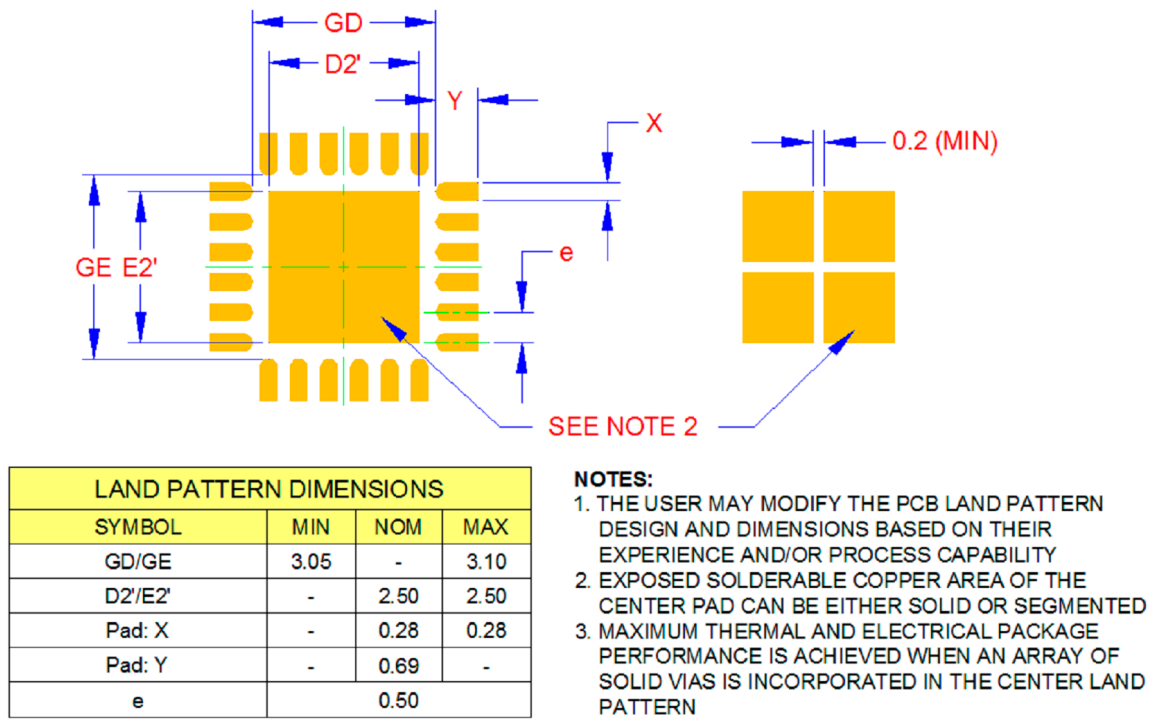 GD
D2'
Y
X
0.2 (MIN)
e
GE E2'
SEE NOTE 2
LAND PATTERN DIMENSIONS
SYMBOL MIN NOM MAX
GD/GE 3.05 - 3.10
D2'/E2' - 2.50 2.50
Pad: X - 0.28 0.28
Pad: Y - 0.69 -
e 0.50
NOTES:
1. THE USER MAY MODIFY THE PCB LAND PATTERN
DESIGN AND DIMENSIONS BASED ON THEIR
EXPERIENCE AND/OR PROCESS CAPABILITY
2. EXPOSED SOLDERABLE COPPER AREA OF THE
CENTER PAD CAN BE EITHER SOLID OR SEGMENTED
3. MAXIMUM THERMAL AND ELECTRICAL PACKAGE
PERFORMANCE IS ACHIEVED WHEN AN ARRAY OF
SOLID VIAS IS INCORPORATED IN THE CENTER LAND
PATTERN